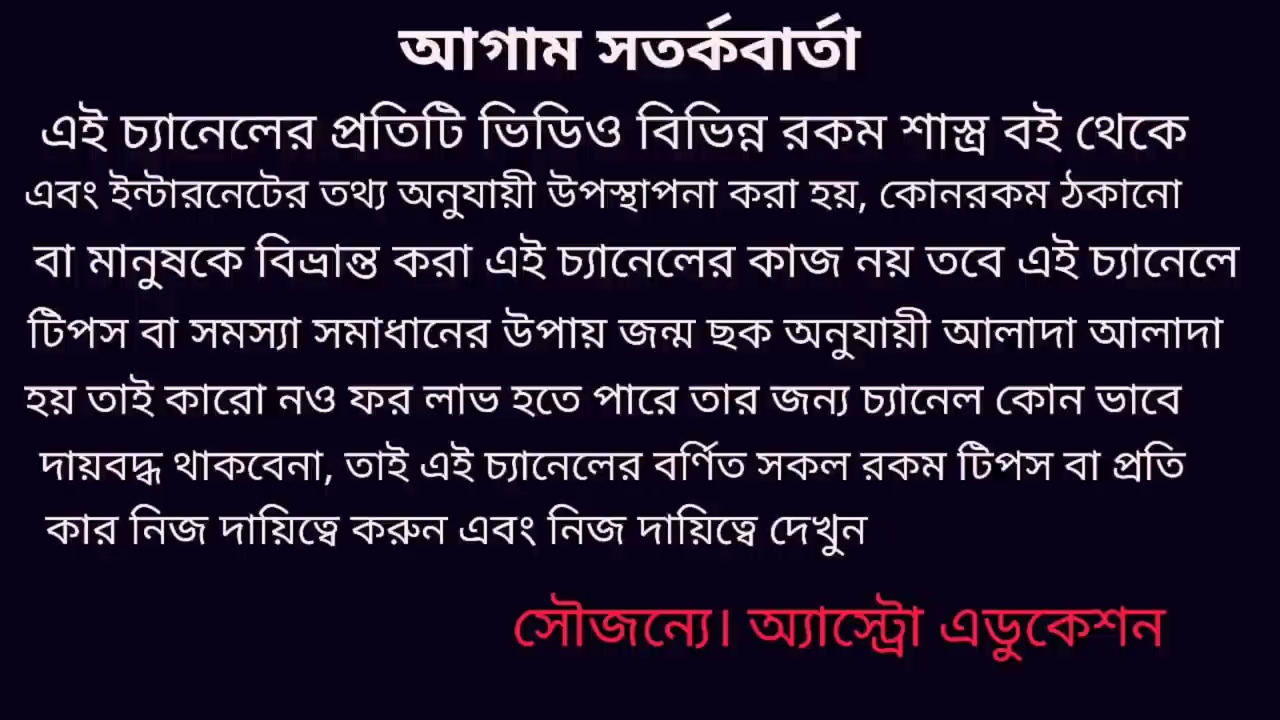 আগাম সতর্কবার্তা
এই চ্যানেলের প্রতিটি ভিডিও বিভিন্ন রকম শাস্ত্র বই থেকে
এবং ইন্টারনেটের তথ্য অনুযায়ী উপস্থাপনা করা হয়, কোনরকম ঠকানো
বা মানুষকে বিভ্রান্ত করা এই চ্যানেলের কাজ নয় তবে এই চ্যানেলে
টিপস বা সমস্যা সমাধানের উপায় জন্ম ছক অনুযায়ী আলাদা আলাদা
হয় তাই কারো নও ফর লাভ হতে পারে তার জন্য চ্যানেল কোন ভাবে
দায়বদ্ধ থাকবেনা, তাই এই চ্যানেলের বর্ণিত সকল রকম টিপস বা প্রতি
কার নিজ দায়িত্বে করুন এবং নিজ দায়িত্বে দেখুন
সৌজন্যে। অ্যাস্ট্রো এডুকেশন